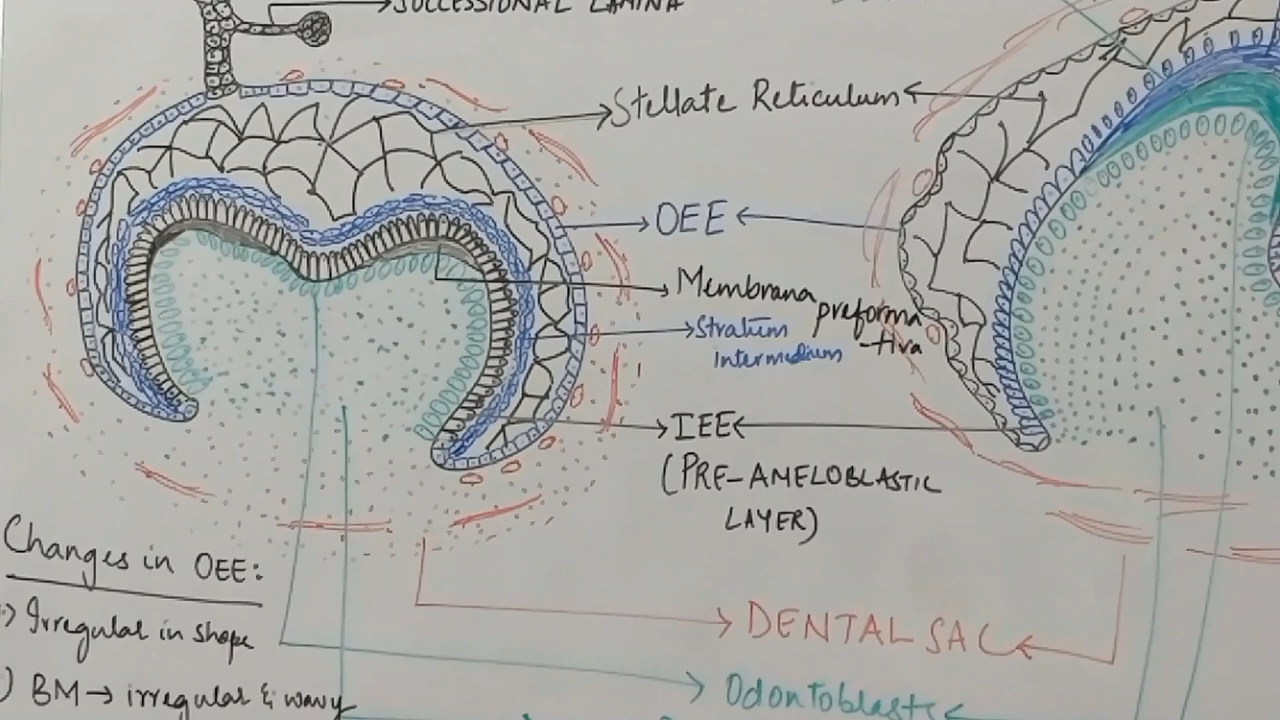 SUCCESSIONAL LAMINA
Stellate Reticulum
OEE
Membrana
preforma
-tiva
Stratum
intermedium
IEE
(PRE-AMELOBLASTIC
LAYER)
Changes in OEE:
Irregular in shape
BM→ irregular & wavy
DENTAL SAC
Odontoblasts